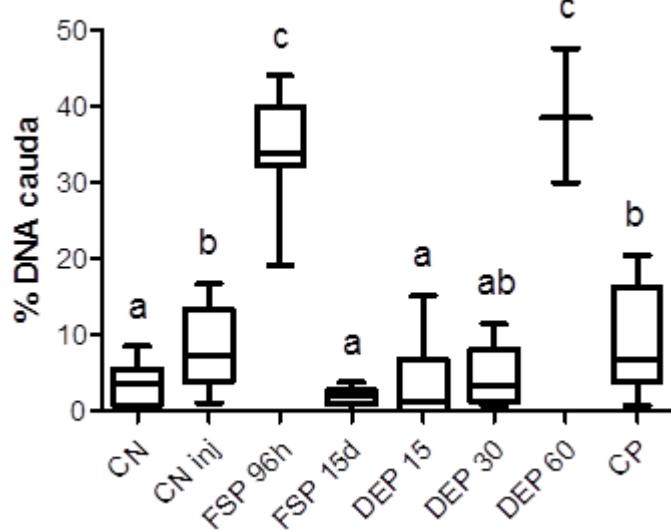 c
c
50
40
30
20
10
0
% DNA cauda
a
b
a
a
ab
b
CN
CN inj
FSP 96h
FSP 15d
DEP 15
DEP 30
DEP 60
CP